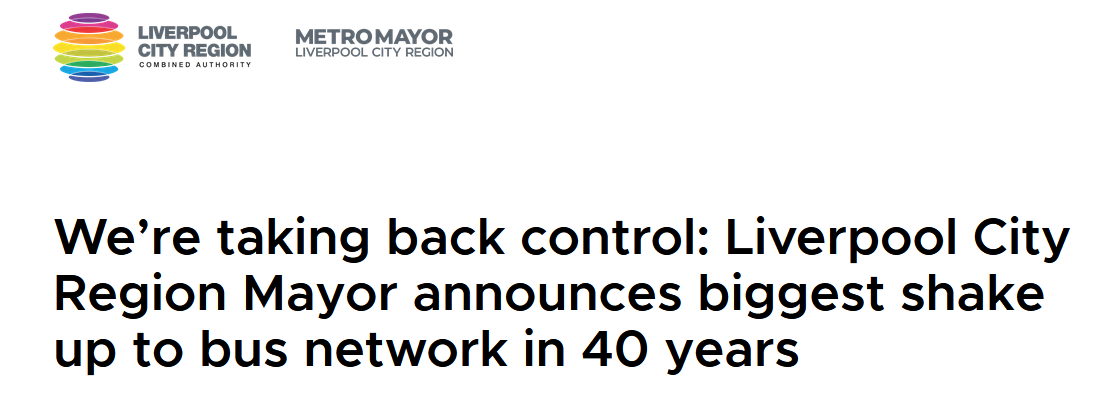 LIVERPOOL
CITY REGION
COMBINED AUTHORITY
METRO MAYOR
LIVERPOOL CITY REGION
We’re taking back control: Liverpool City
Region Mayor announces biggest shake
up to bus network in 40 years